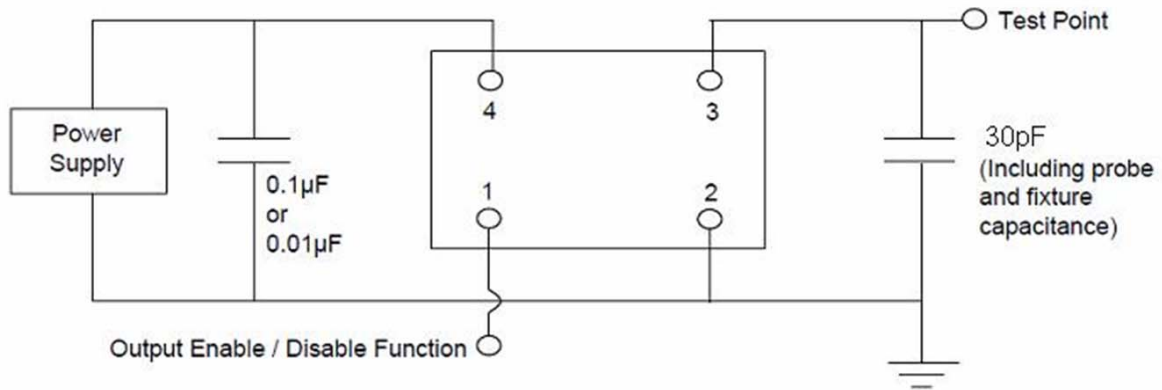 Test Point
4
3
Power
Supply
30pF
(Including probe
and fixture
capacitance)
0.1µF
or
0.01µF
1
2
Output Enable / Disable Function